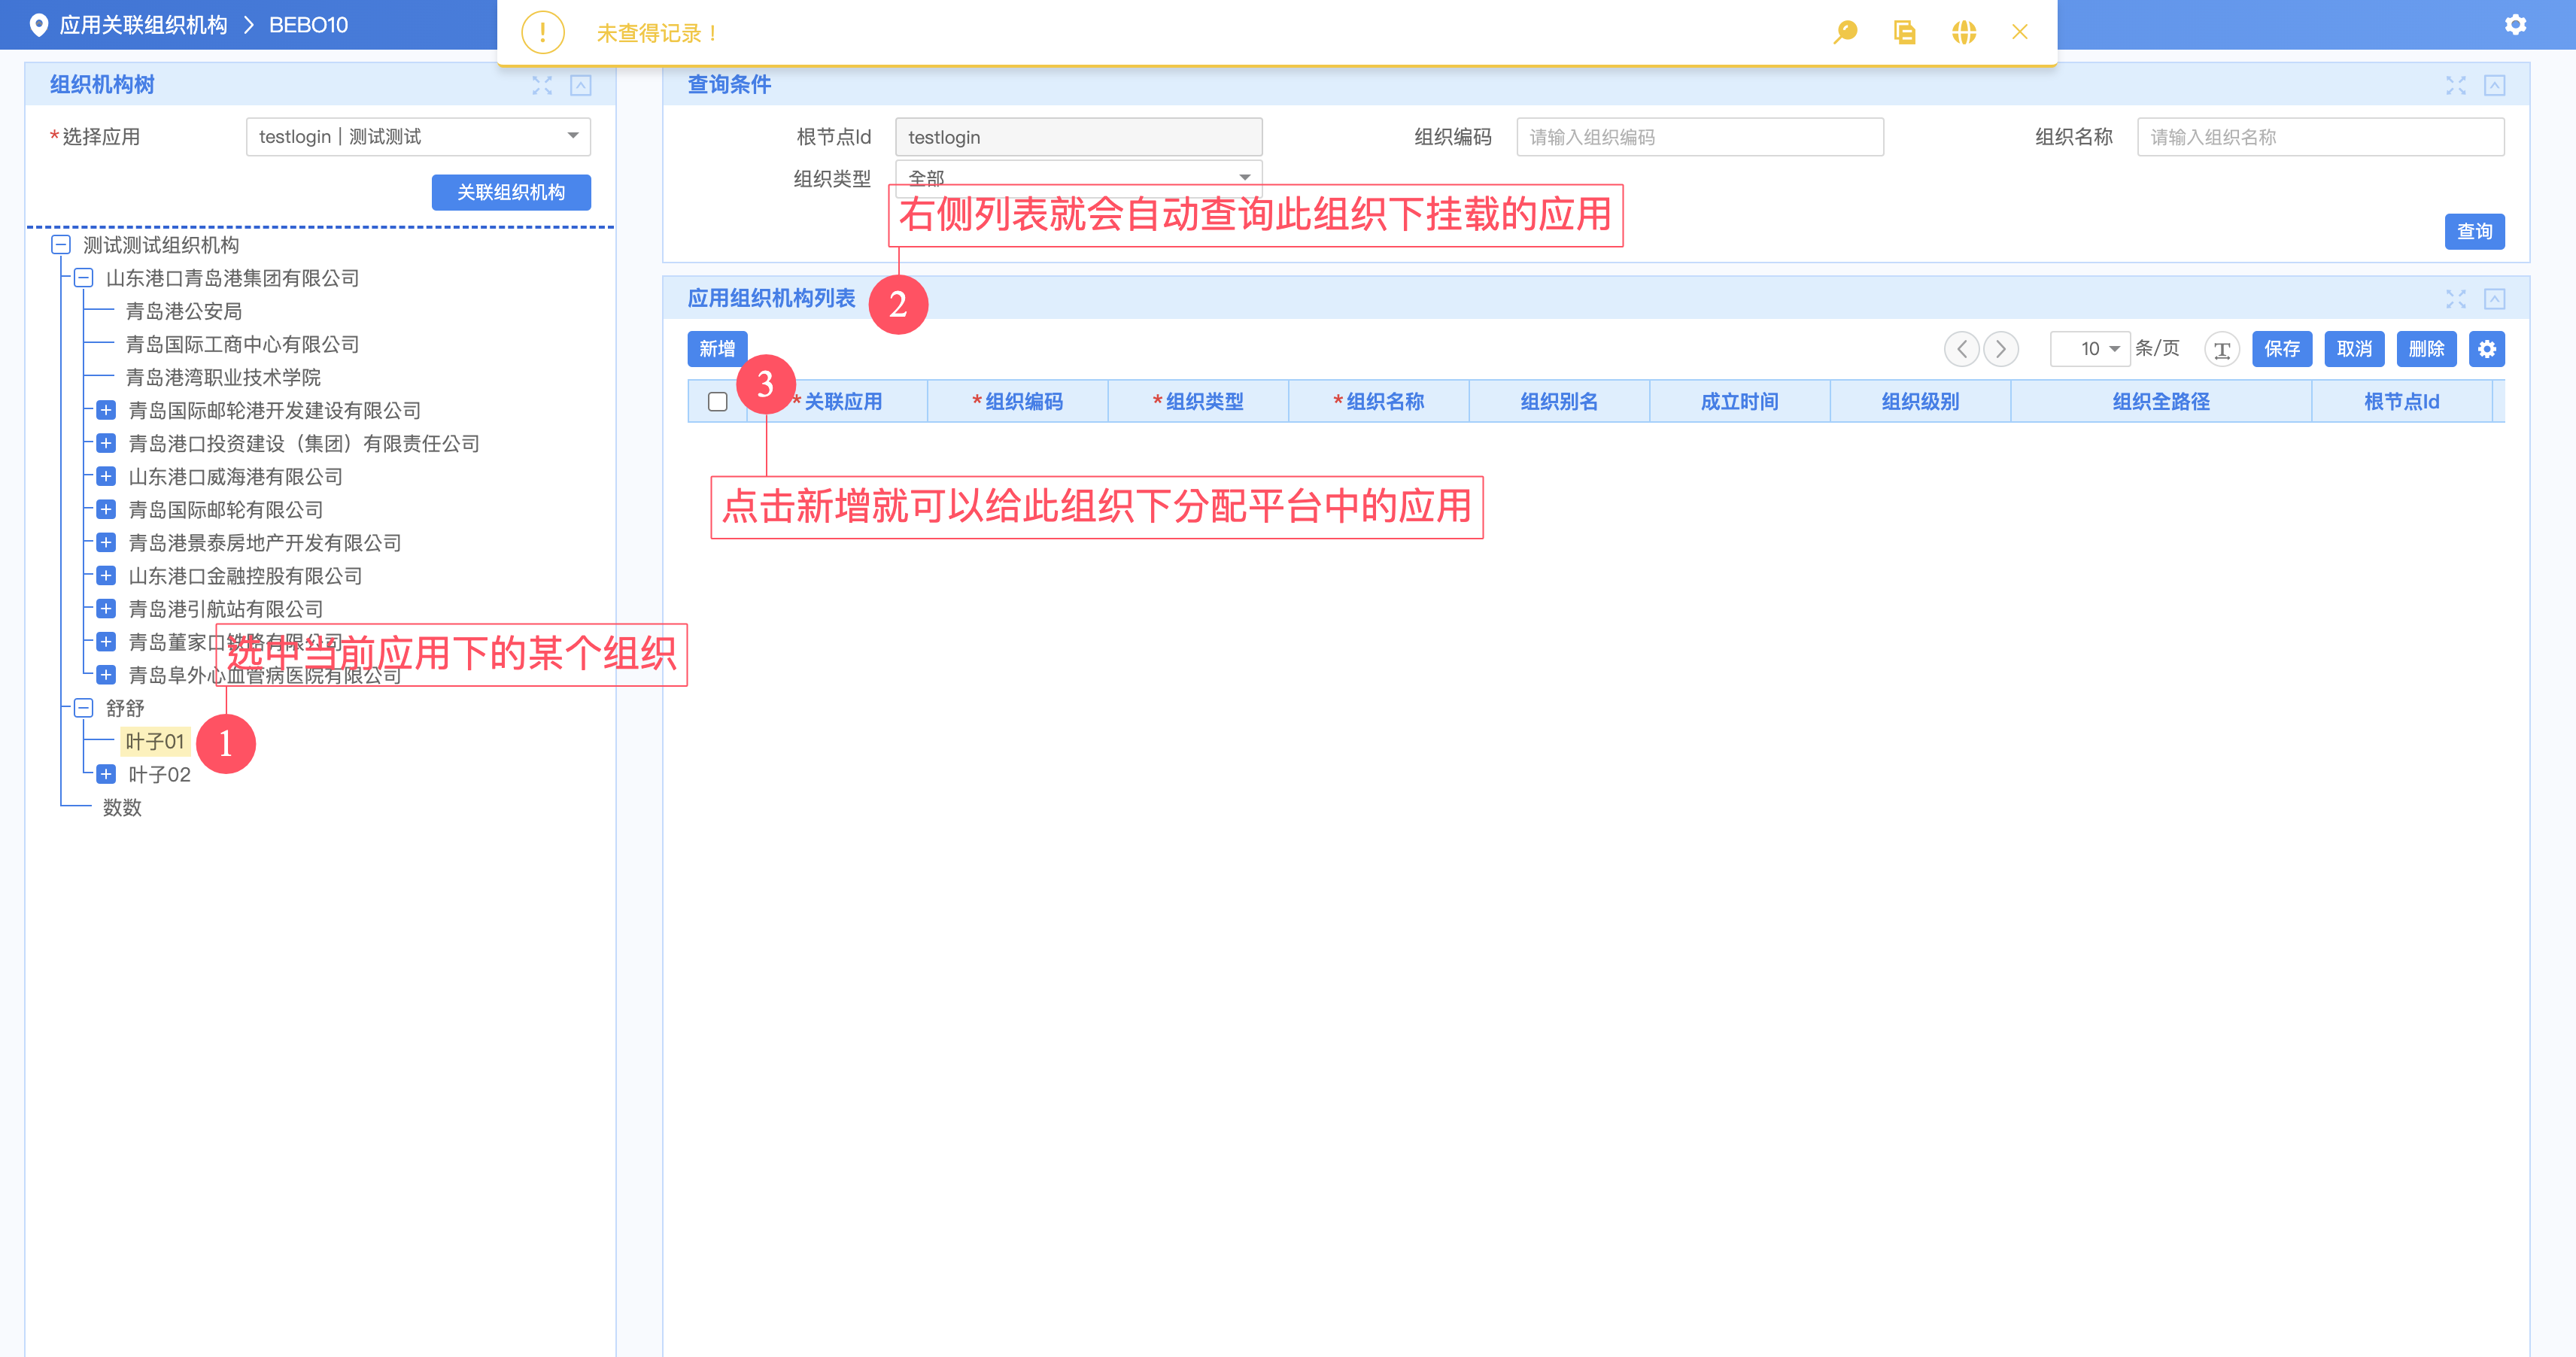 应用关联组织机构 > BEBO10
未查得记录！
组织机构树
*选择应用
testlogin | 测试测试
关联组织机构
测试测试组织机构
山东港口青岛港集团有限公司
青岛港公安局
青岛国际工商中心有限公司
青岛港湾职业技术学院
青岛国际邮轮港开发建设有限公司
青岛港口投资建设（集团）有限责任公司
山东港口威海港有限公司
青岛国际邮轮有限公司
青岛港景泰房地产开发有限公司
山东港口金融控股有限公司
青岛港引航站有限公司
青岛董家口铁路有限公司
选中当前应用下的某个组织
青岛阜外心血管病医院有限公司
舒舒
叶子01
1
叶子02
数数
查询条件
根节点Id testlogin
组织编码 请输入组织编码
组织名称 请输入组织名称
组织类型 全部
右侧列表就会自动查询此组织下挂载的应用
查询
应用组织机构列表
2
新增
10 条/页
保存 取消 删除
3
*关联应用 *组织编码 *组织类型 *组织名称 组织别名 成立时间 组织级别 组织全路径 根节点Id
点击新增就可以给此组织下分配平台中的应用